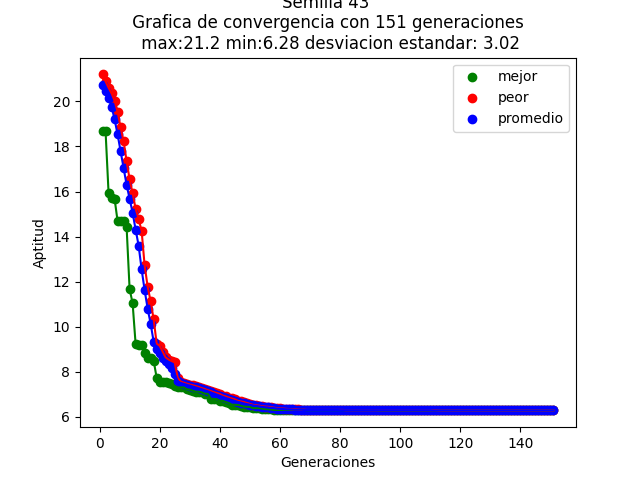 Semilla 43
Grafica de convergencia con 151 generaciones
max:21.2 min:6.28 desviacion estandar: 3.02
mejor
peor
promedio
20
18
16
14
12
10
8
6
Aptitud
0 20 40 60 80 100 120 140
Generaciones